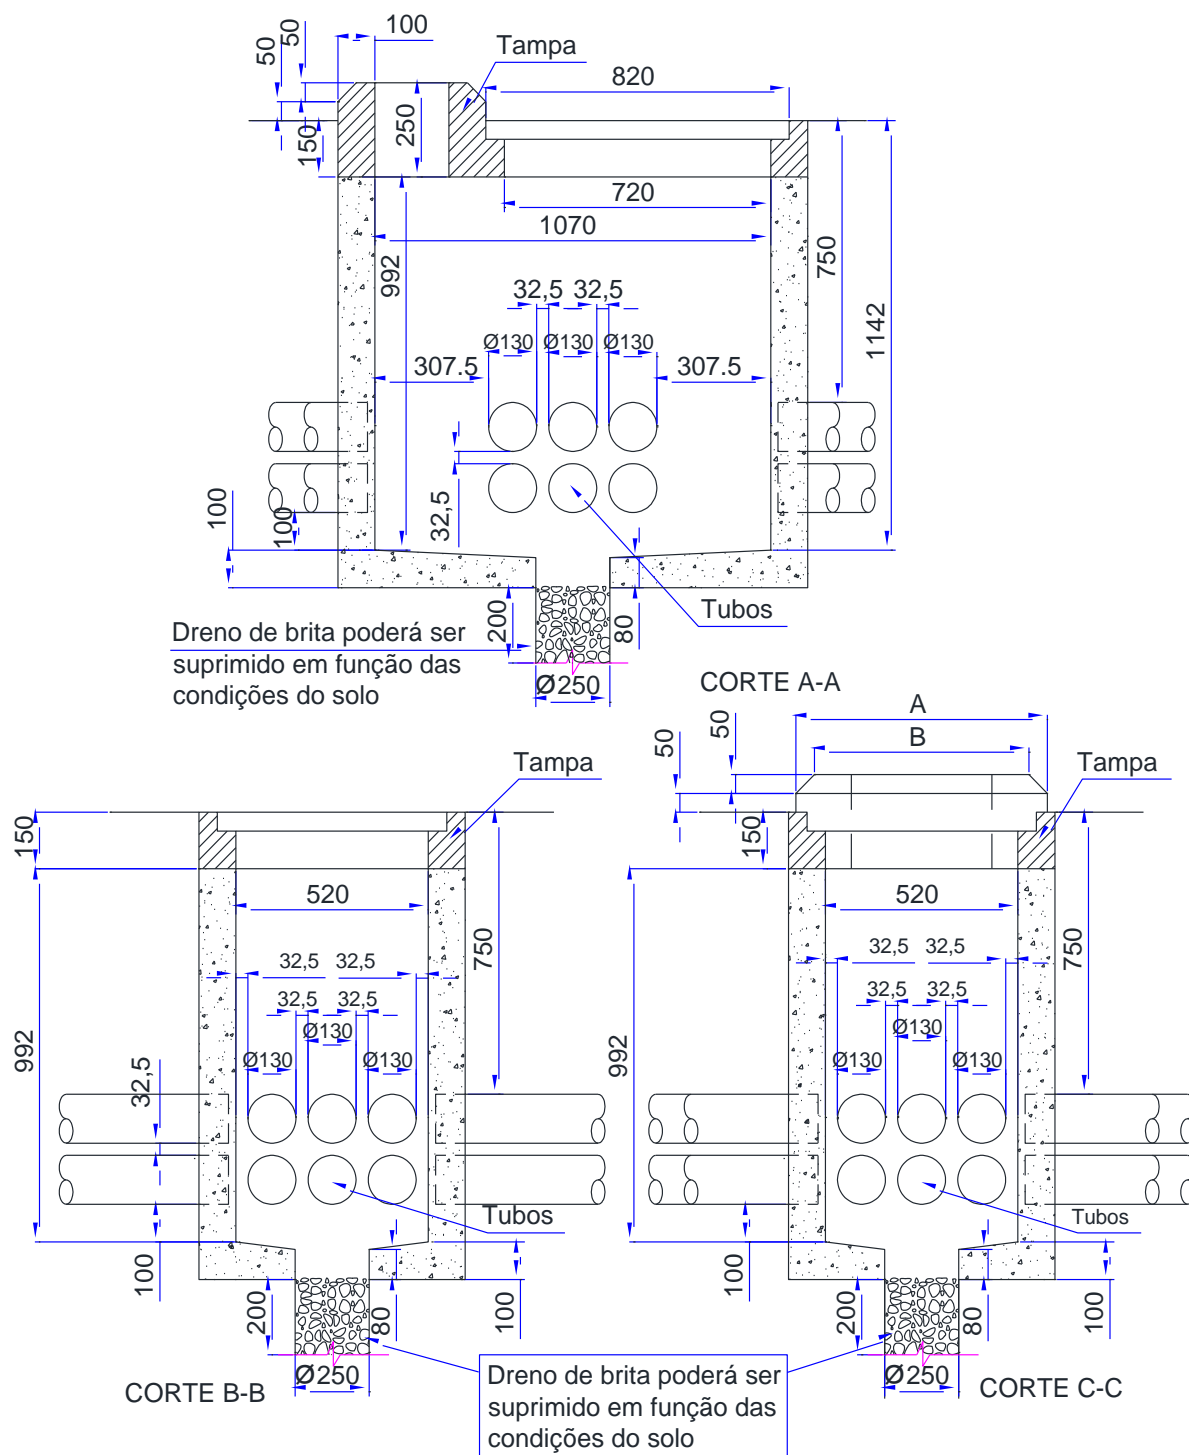 50
50
100
Tampa
820
150
250
720
1070
992
750
1142
32,5
32,5
Ø130
Ø130
Ø130
307.5
307.5
32,5
100
100
200
80
Tubos
Dreno de brita poderá ser
suprimido em função das
condições do solo
Ø250
CORTE A-A
Tampa
150
520
992
750
32,5
32,5
32,5
32,5
Ø130
Ø130
Ø130
32,5
Tubos
100
200
80
100
Ø250
CORTE B-B
A
B
50
50
Tampa
150
520
992
750
32,5
32,5
32,5
32,5
Ø130
Ø130
Ø130
Tubos
100
200
80
100
Ø250
CORTE C-C
Dreno de brita poderá ser
suprimido em função das
condições do solo